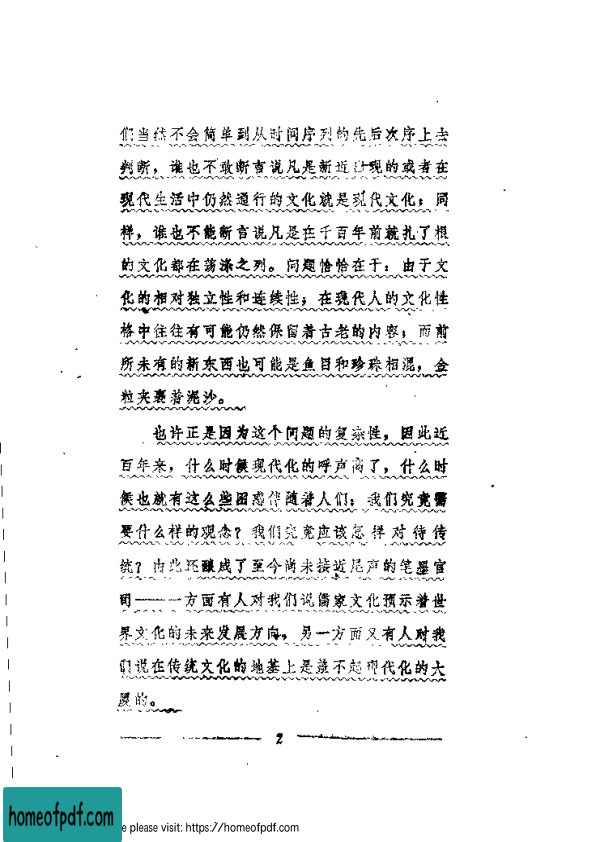 们当然不会简单到从时间序列的先后次序上去
判断，谁也不敢断言说凡是新近出现的或者在
现代生活中仍然通行的文化就是现代文化；同
样，谁也不能断言说凡是在千百年前就扎了根
的文化都在荡涤之列。问题恰恰在于：由于文
化的相对独立性和连续性，在现代人的文化性
格中往往有可能仍然保留着古老的内容；而前
所未有的新东西也可能是鱼目和珍珠相混，金
粒夹裹着泥沙。
也许正是因为这个问题的复杂性，因此近
百年来，什么时候现代化的呼声高了，什么时
候也就有这么些困惑伴随着人们：我们究竟需
要什么样的观念？我们究竟应该怎样对待传
统？由此还酿成了至今尚未接近尾声的笔墨官
司——一方面有人对我们说儒家文化预示着世
界文化的未来发展方向，另一方面又有人对我
们说在传统文化的地基上是盖不起现代化的大
厦的。
2
homeofpdf.com
e please visit: https://homeofpdf.com